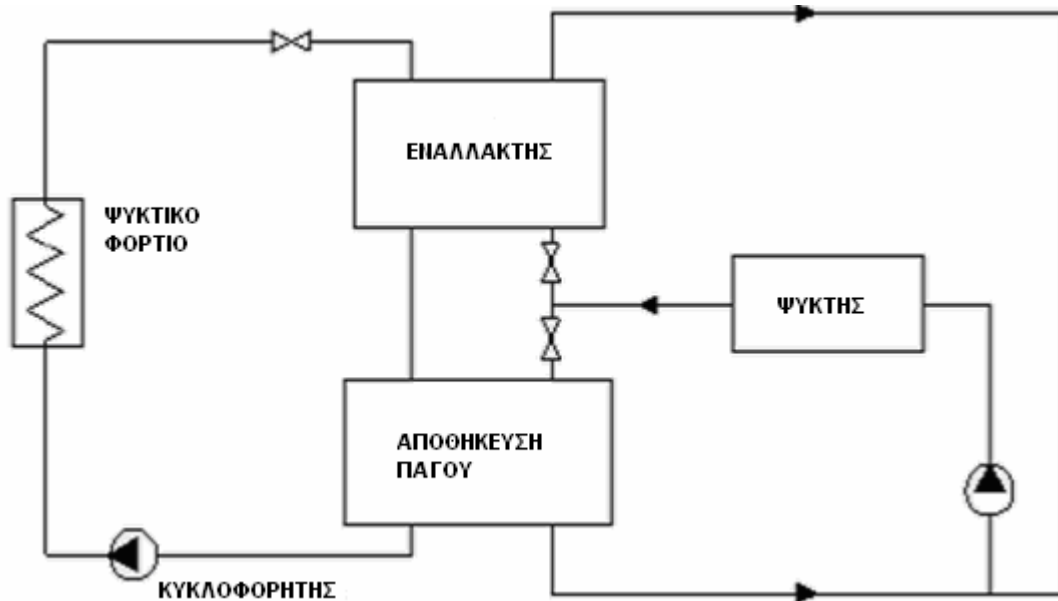 ΕΝΑΛΛΑΚΤΗΣ
ΨΥΚΤΙΚΟ
ΦΟΡΤΙΟ
ΨΥΚΤΗΣ
ΑΠΟΘΗΚΕΥΣΗ
ΠΑΓΟΥ
ΚΥΚΛΟΦΟΡΗΤΗΣ